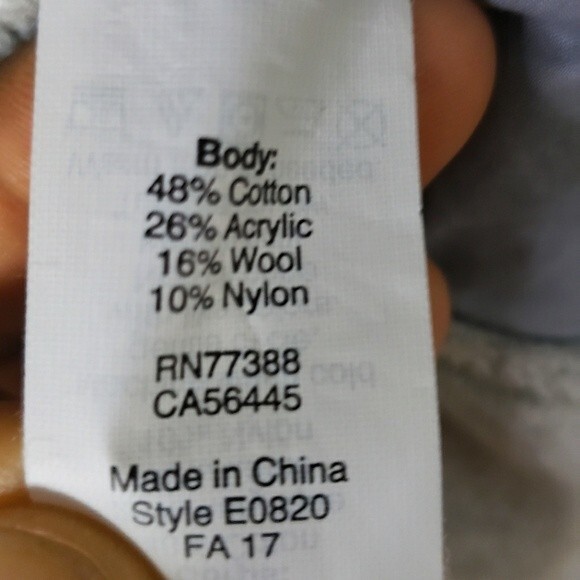 Body:
48% Cotton
26% Acrylic
16% Wool
10% Nylon
RN77388
CA56445
Made in China
Style E0820
FA 17